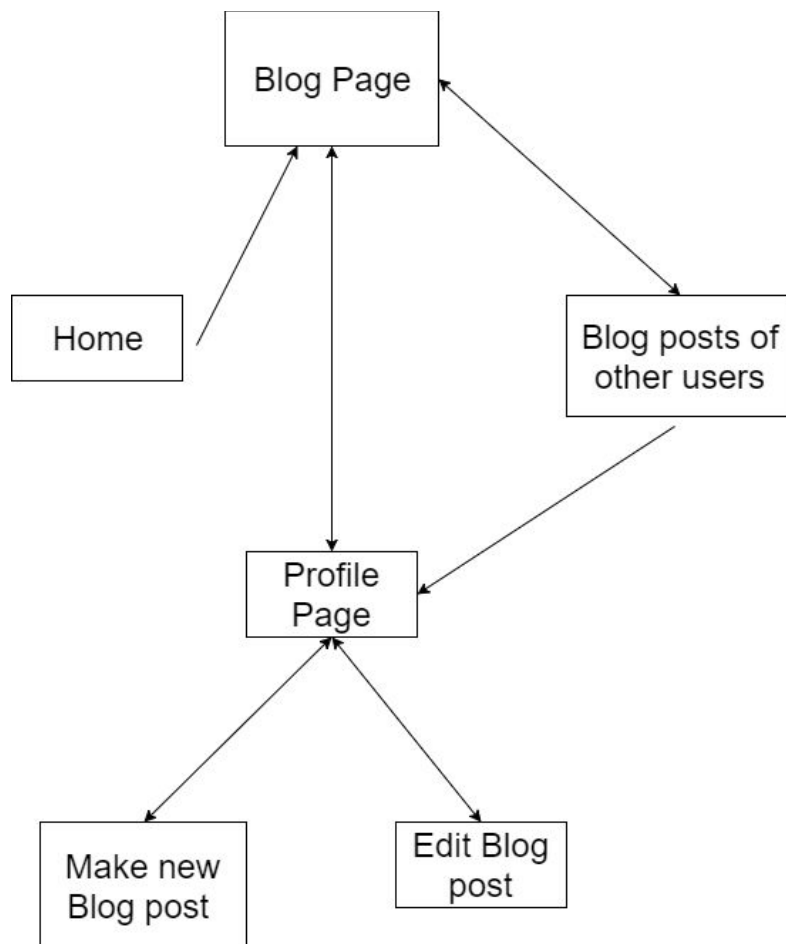 Blog Page
Home
Blog posts of
other users
Profile
Page
Make new
Blog post
Edit Blog
post